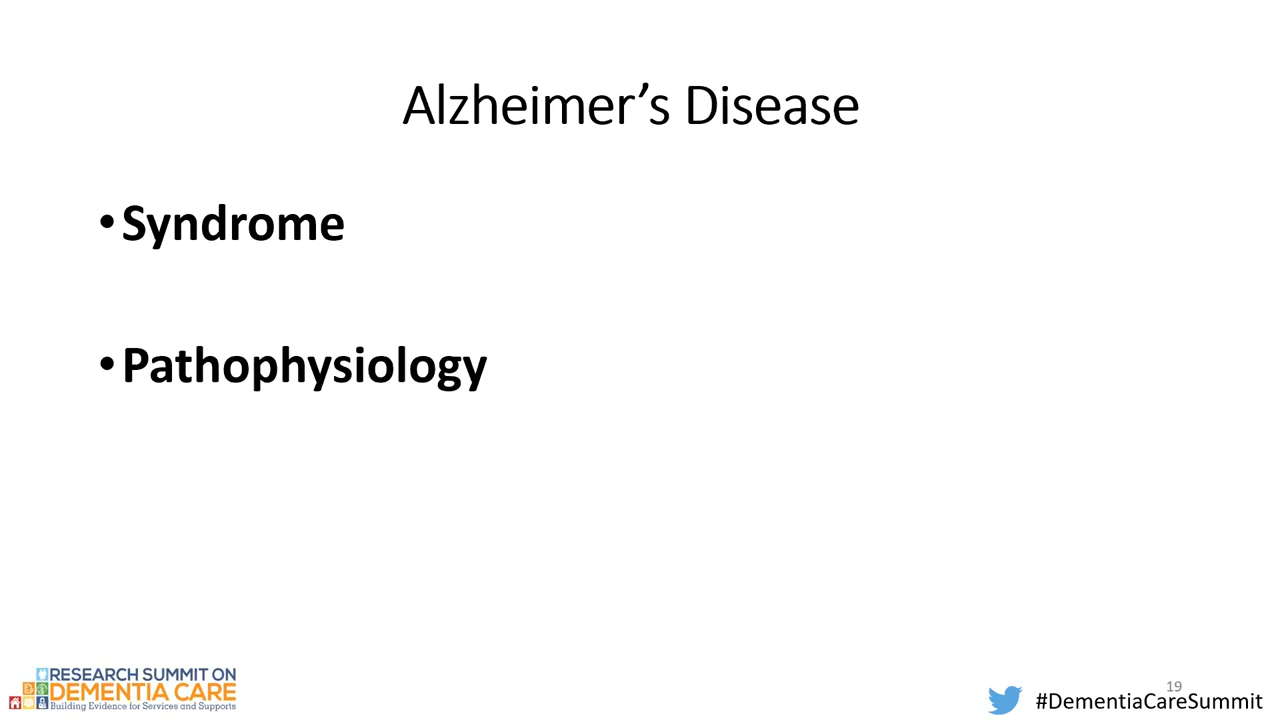 Alzheimer’s Disease
•Syndrome
•Pathophysiology
RESEARCH SUMMIT ON
DEMENTIA CARE
Building Evidence for Services and Supports
19
#DementiaCareSummit